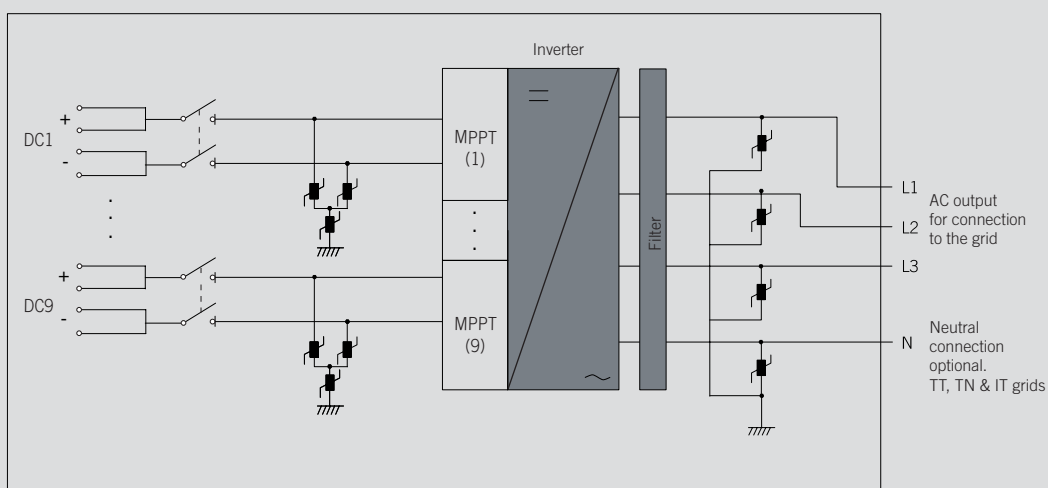 Inverter
+
DC1
-
MPPT
(1)
+
DC9
-
MPPT
(9)
Filter
L1
L2
L3
N
AC output
for connection
to the grid
Neutral
connection
optional.
TT, TN & IT grids